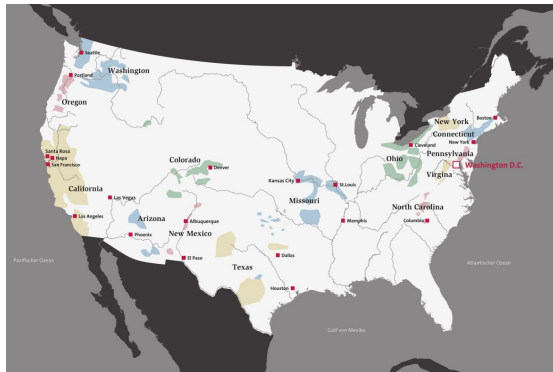 Seattle
Washington
Portland
Oregon
Santa Rosa
Napa
San Francisco
California
Las Vegas
Los Angeles
Arizona
Phoenix
Colorado
Denver
Albuquerque
New Mexico
El Paso
Texas
Dallas
Houston
Kansas City
St.Louis
Missouri
Memphis
Ohio
Cleveland
New York
Boston
Connecticut
New York
Pennsylvania
Washington D.C.
Virgina
North Carolina
Columbia
Pazifischer Ozean
Atlantischer Ozean
Golf von Mexiko